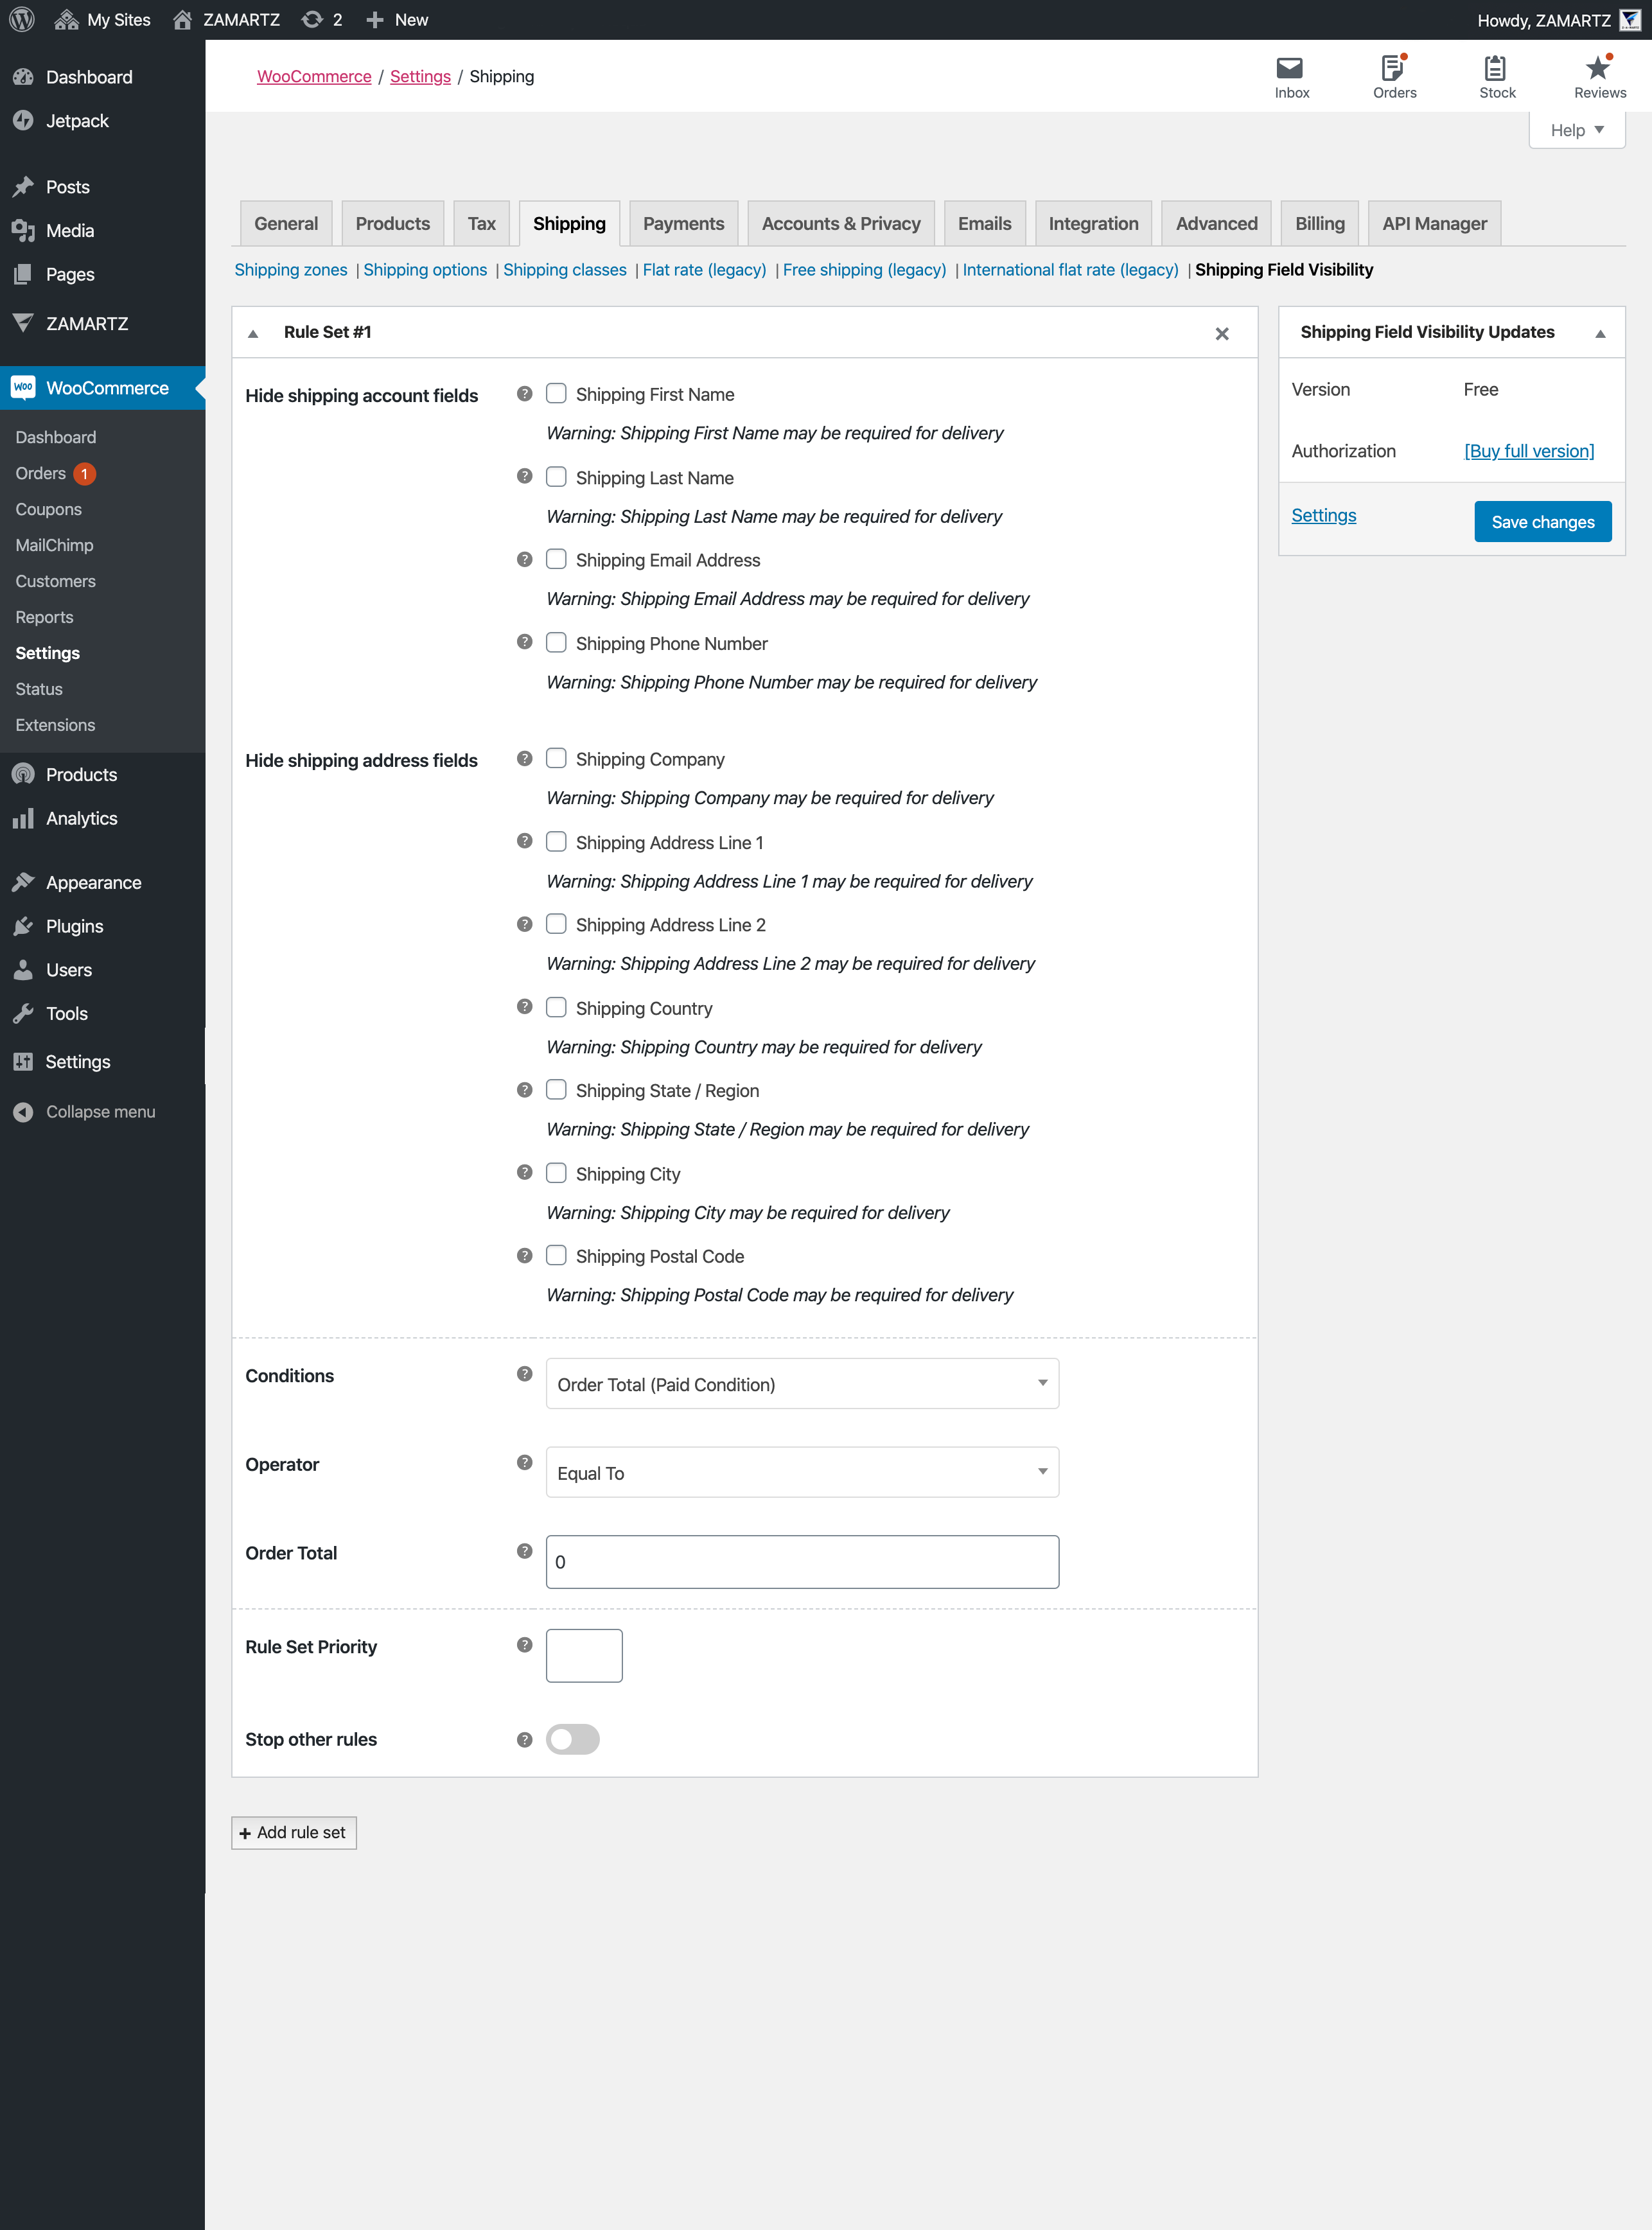 My Sites ZAMARTZ 2 New Howdy, ZAMARTZ
Dashboard
Jetpack
Posts
Media
Pages
ZAMARTZ
WooCommerce
Dashboard
Orders 1
Coupons
MailChimp
Customers
Reports
Settings
Status
Extensions
Products
Analytics
Appearance
Plugins
Users
Tools
Settings
Collapse menu
WooCommerce / Settings / Shipping
Inbox Orders Stock Reviews
Help
General Products Tax Shipping Payments Accounts & Privacy Emails Integration Advanced Billing API Manager
Shipping zones | Shipping options | Shipping classes | Flat rate (legacy) | Free shipping (legacy) | International flat rate (legacy) | Shipping Field Visibility
Rule Set #1
Hide shipping account fields ? Shipping First Name
Warning: Shipping First Name may be required for delivery
? Shipping Last Name
Warning: Shipping Last Name may be required for delivery
? Shipping Email Address
Warning: Shipping Email Address may be required for delivery
? Shipping Phone Number
Warning: Shipping Phone Number may be required for delivery
Hide shipping address fields ? Shipping Company
Warning: Shipping Company may be required for delivery
? Shipping Address Line 1
Warning: Shipping Address Line 1 may be required for delivery
? Shipping Address Line 2
Warning: Shipping Address Line 2 may be required for delivery
? Shipping Country
Warning: Shipping Country may be required for delivery
? Shipping State / Region
Warning: Shipping State / Region may be required for delivery
? Shipping City
Warning: Shipping City may be required for delivery
? Shipping Postal Code
Warning: Shipping Postal Code may be required for delivery
Conditions ? Order Total (Paid Condition)
Operator ? Equal To
Order Total ? 0
Rule Set Priority ?
Stop other rules ?
+ Add rule set
Shipping Field Visibility Updates
Version Free
Authorization [Buy full version]
Settings Save changes